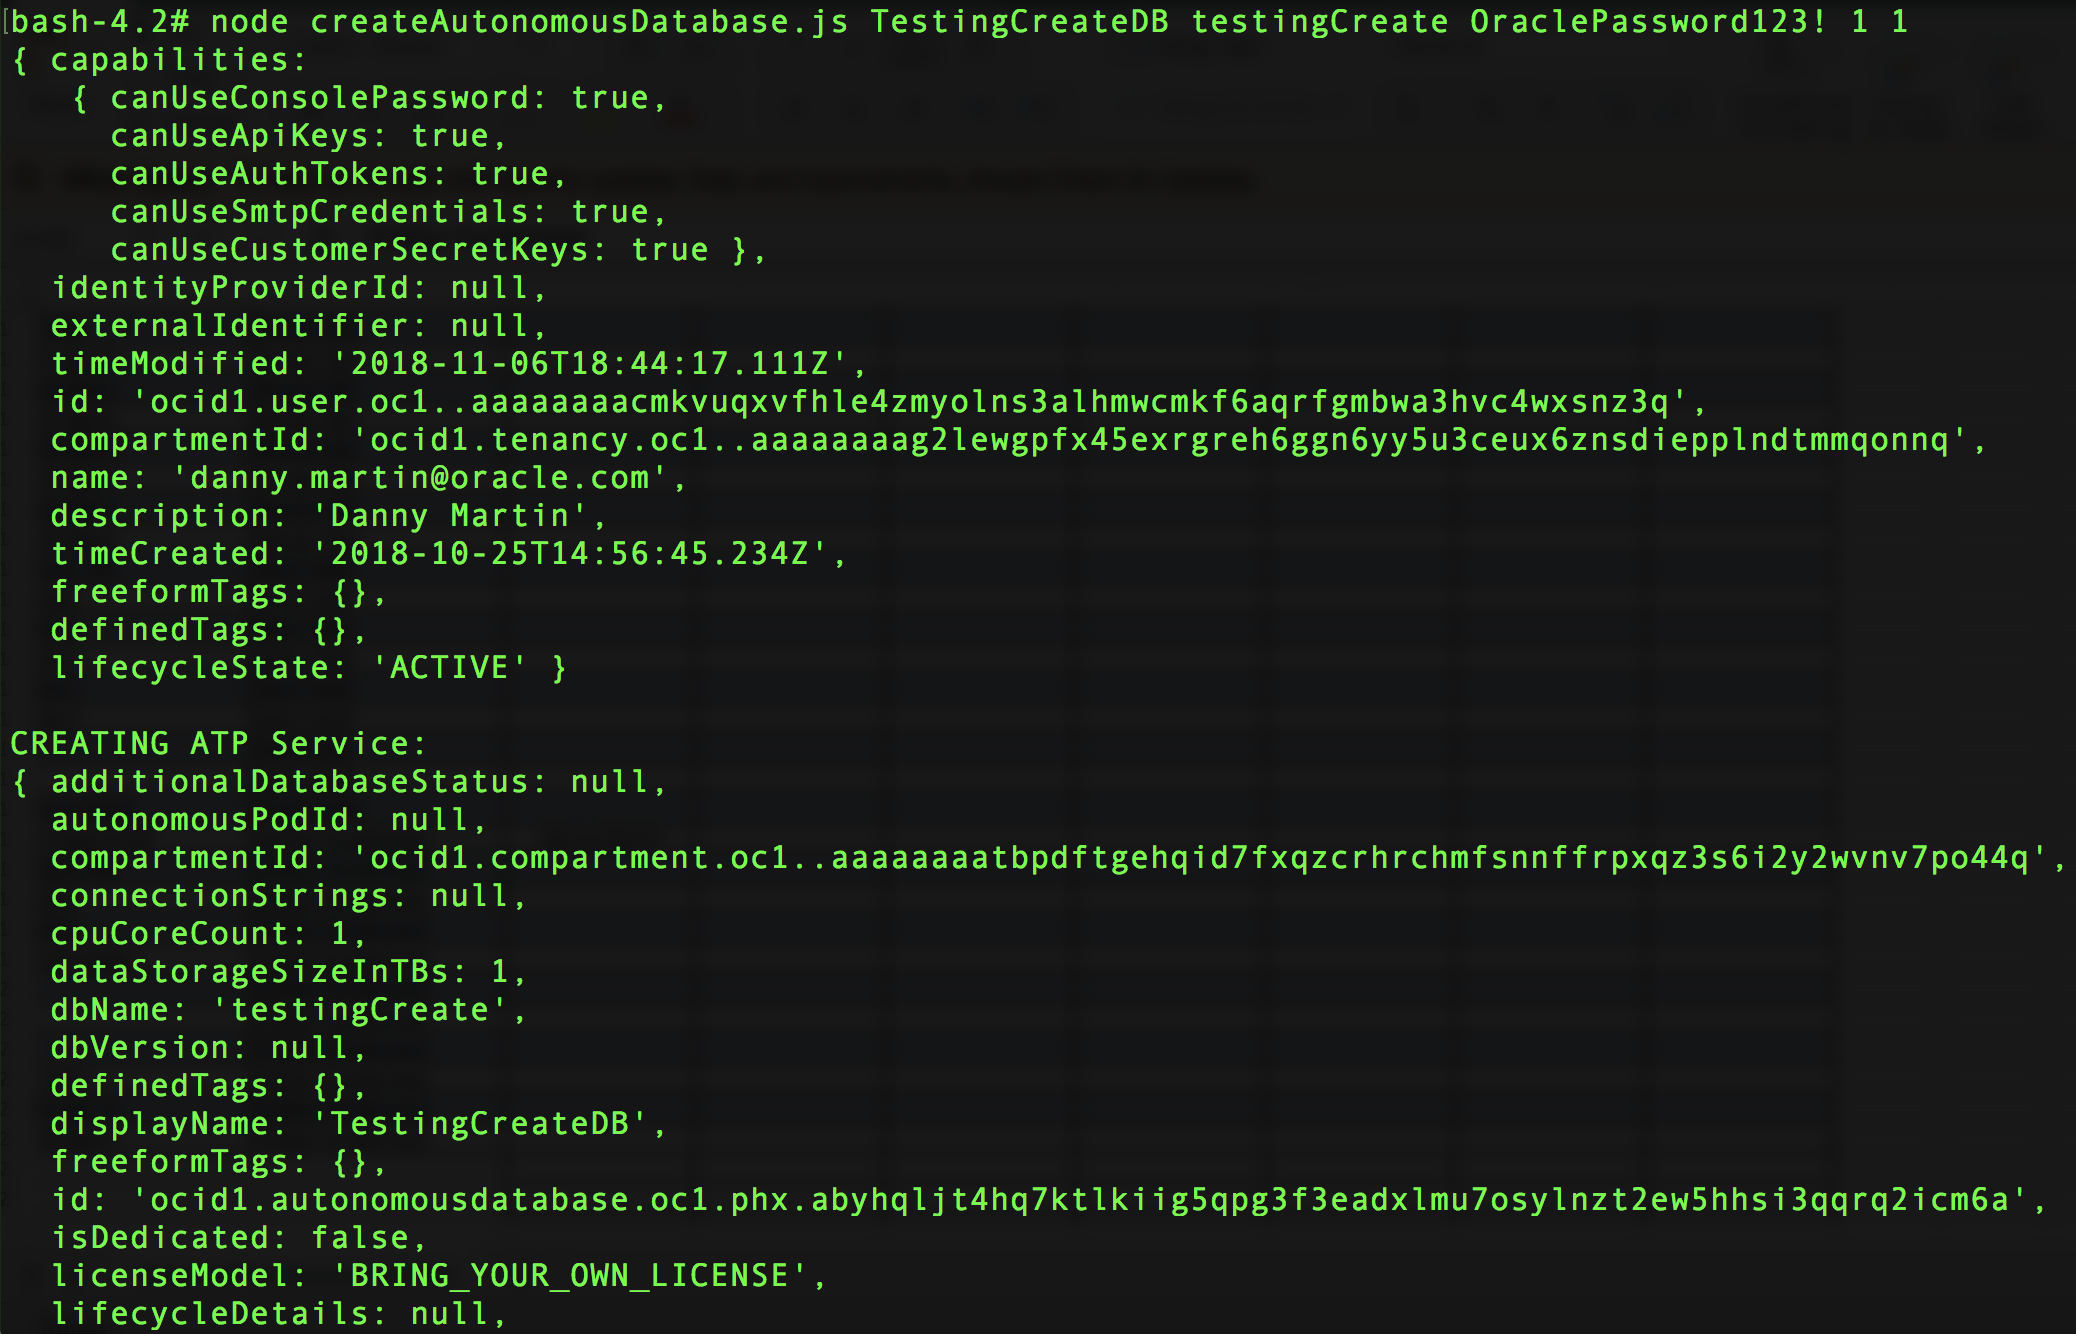 [bash-4.2# node createAutonomousDatabase.js TestingCreateDB testingCreate OraclePassword123! 1 1
{ capabilities:
   { canUseConsolePassword: true,
     canUseApiKeys: true,
     canUseAuthTokens: true,
     canUseSmtpCredentials: true,
     canUseCustomerSecretKeys: true },
  identityProviderId: null,
  externalIdentifier: null,
  timeModified: '2018-11-06T18:44:17.111Z',
  id: 'ocid1.user.oc1..aaaaaaaacmkvuqxvfhle4zmyolns3alhmwcmkf6aqrfgmbwa3hvc4wxsnz3q',
  compartmentId: 'ocid1.tenancy.oc1..aaaaaaaag2lewgpfx45exrgreh6ggn6yy5u3ceux6znsdiepplndtmmqonnq',
  name: 'danny.martin@oracle.com',
  description: 'Danny Martin',
  timeCreated: '2018-10-25T14:56:45.234Z',
  freeformTags: {},
  definedTags: {},
  lifecycleState: 'ACTIVE' }

CREATING ATP Service:
{ additionalDatabaseStatus: null,
  autonomousPodId: null,
  compartmentId: 'ocid1.compartment.oc1..aaaaaaaatbpdftgehqid7fxqzcrhrchmfsnnffrpxqz3s6i2y2wvnv7po44q',
  connectionStrings: null,
  cpuCoreCount: 1,
  dataStorageSizeInTBs: 1,
  dbName: 'testingCreate',
  dbVersion: null,
  definedTags: {},
  displayName: 'TestingCreateDB',
  freeformTags: {},
  id: 'ocid1.autonomousdatabase.oc1.phx.abyhqljt4hq7ktlkiig5qpg3f3eadxlmu7osylnzt2ew5hhsi3qqrq2icm6a',
  isDedicated: false,
  licenseModel: 'BRING_YOUR_OWN_LICENSE',
  lifecycleDetails: null,